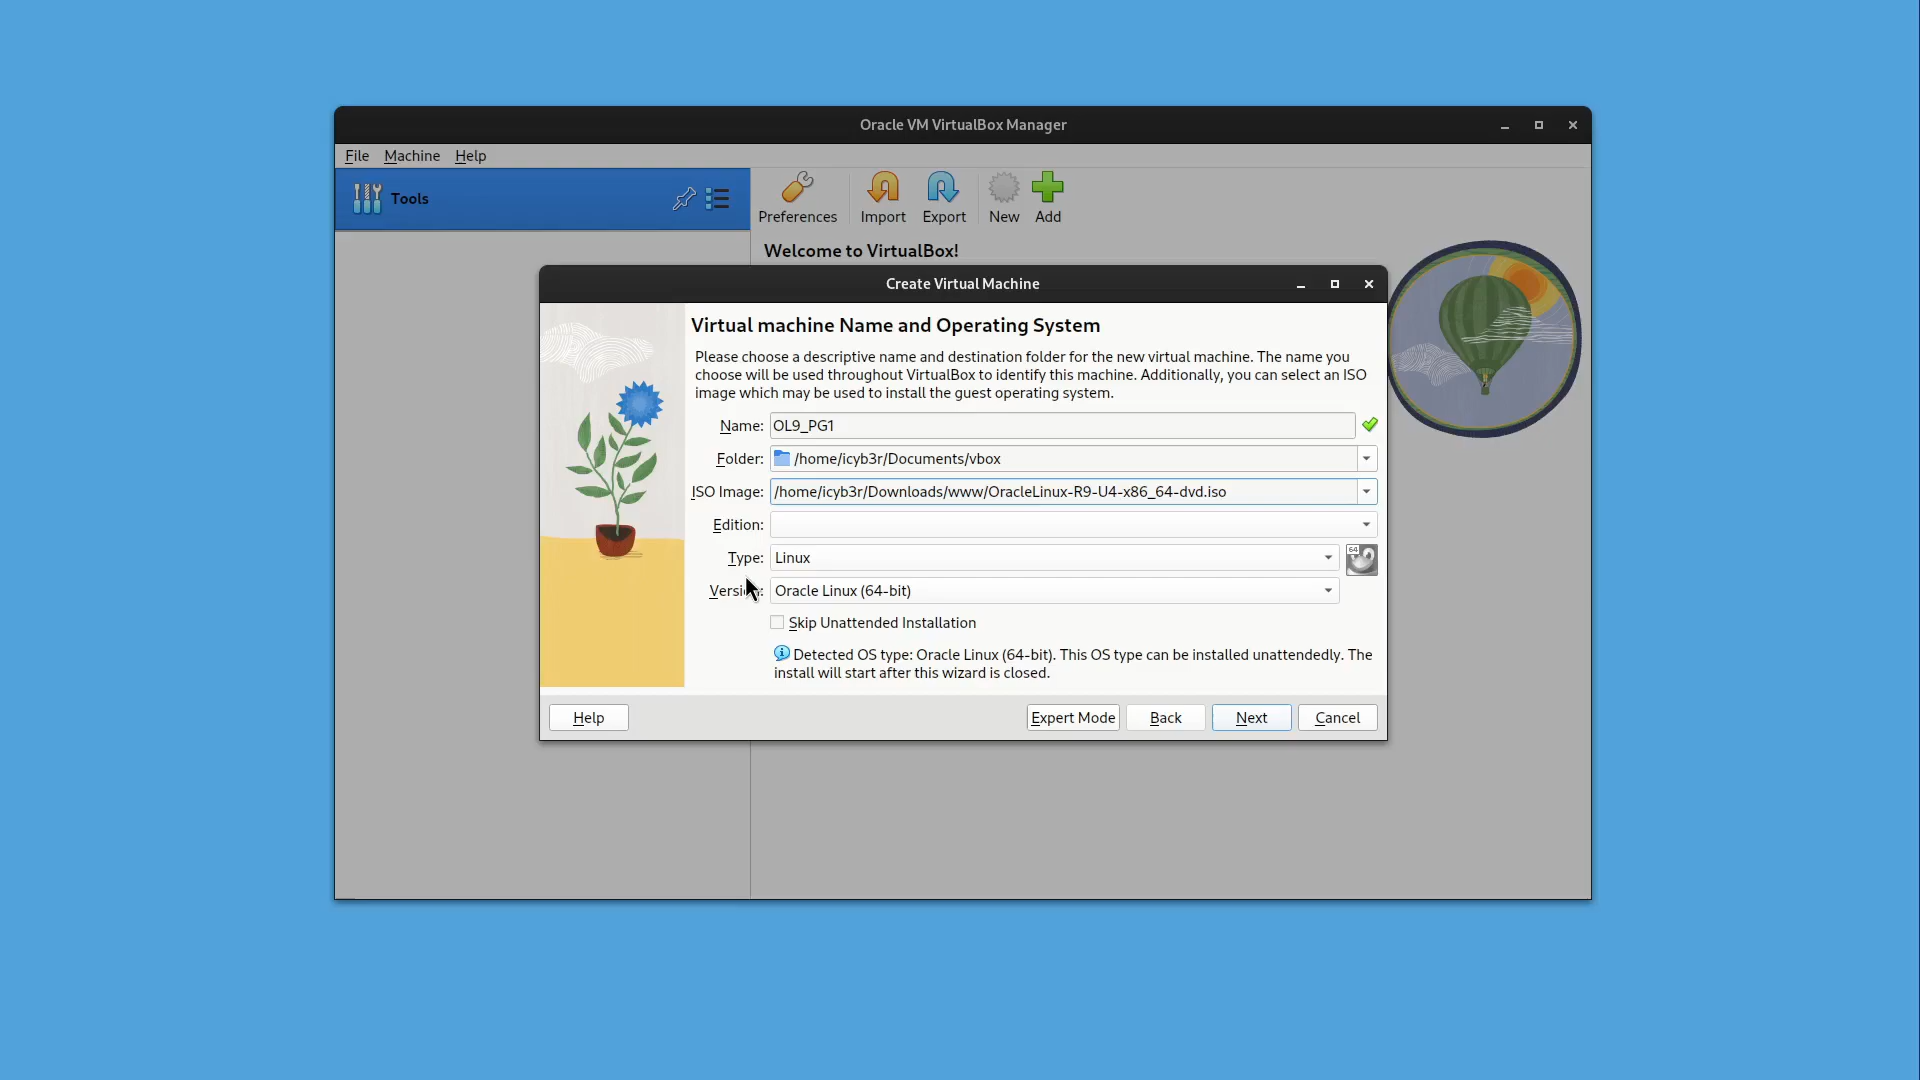 Oracle VM VirtualBox Manager
File Machine Help
Tools
Preferences Import Export New Add
Welcome to VirtualBox!
Create Virtual Machine
Virtual machine Name and Operating System
Please choose a descriptive name and destination folder for the new virtual machine. The name you
choose will be used throughout VirtualBox to identify this machine. Additionally, you can select an ISO
image which may be used to install the guest operating system.
Name: OL9_PG1
Folder: /home/icyb3r/Documents/vbox
ISO Image: /home/icyb3r/Downloads/www/OracleLinux-R9-U4-x86_64-dvd.iso
Edition:
Type: Linux
64
Version: Oracle Linux (64-bit)
Skip Unattended Installation
Detected OS type: Oracle Linux (64-bit). This OS type can be installed unattendedly. The
install will start after this wizard is closed.
Help Expert Mode Back Next Cancel